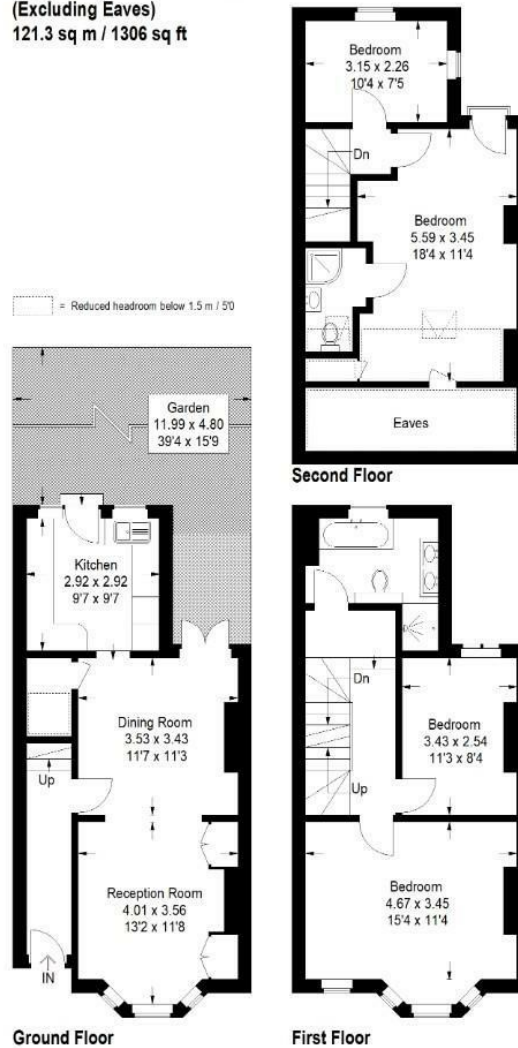 (Excluding Eaves)
121.3 sq m / 1306 sq ft
Bedroom
3.15 x 2.26
10'4 x 7'5
Dn
Bedroom
5.59 x 3.45
18'4 x 11'4
Eaves
Second Floor
= Reduced headroom below 1.5 m / 5'0
Garden
11.99 x 4.80
39'4 x 15'9
Kitchen
2.92 x 2.92
9'7 x 9'7
Dining Room
3.53 x 3.43
11'7 x 11'3
Up
Reception Room
4.01 x 3.56
13'2 x 11'8
IN
Ground Floor
Dn
Bedroom
3.43 x 2.54
11'3 x 8'4
Up
Bedroom
4.67 x 3.45
15'4 x 11'4
First Floor